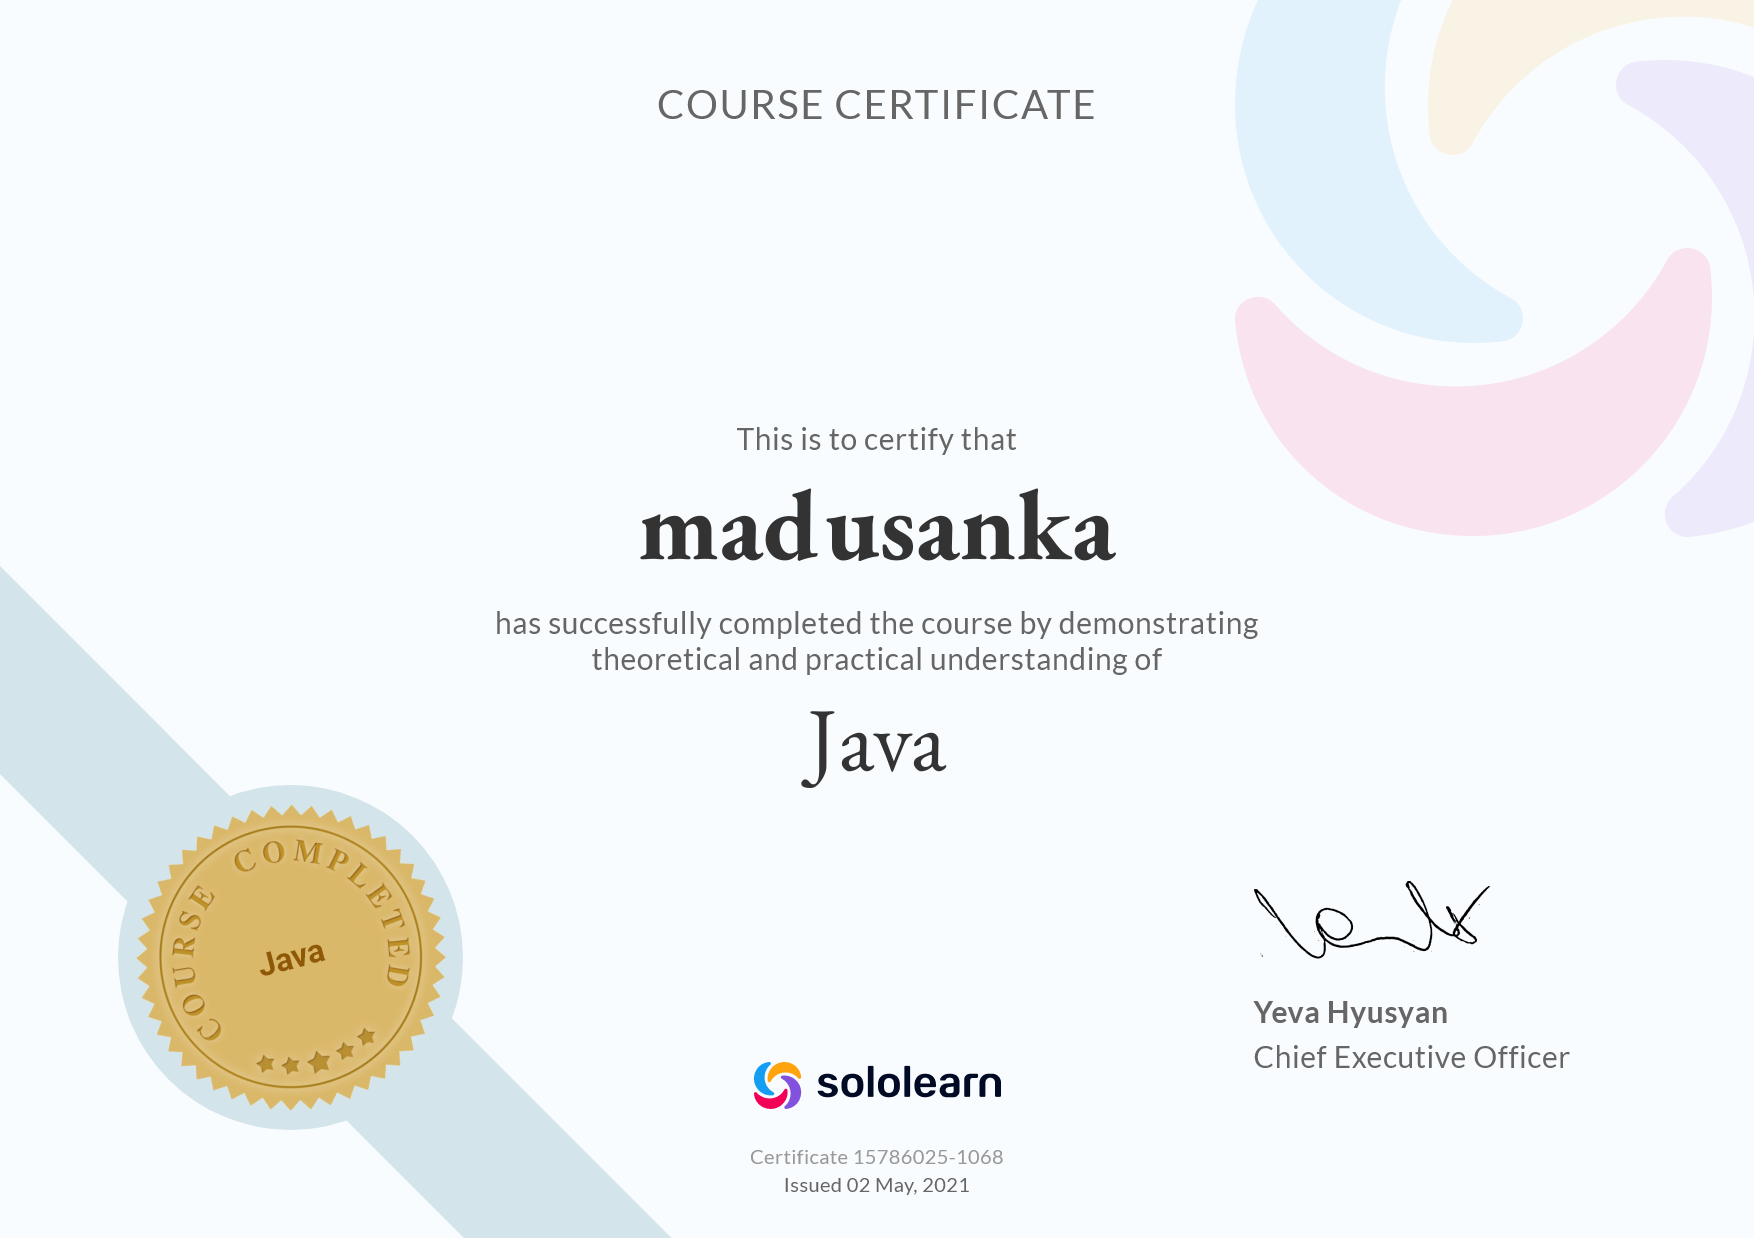 COURSE CERTIFICATE
This is to certify that
madusanka
has successfully completed the course by demonstrating
theoretical and practical understanding of
Java
COURSE COMPLETED
Java
Yeva Hyusyan
Chief Executive Officer
sololearn
Certificate 15786025-1068
Issued 02 May, 2021